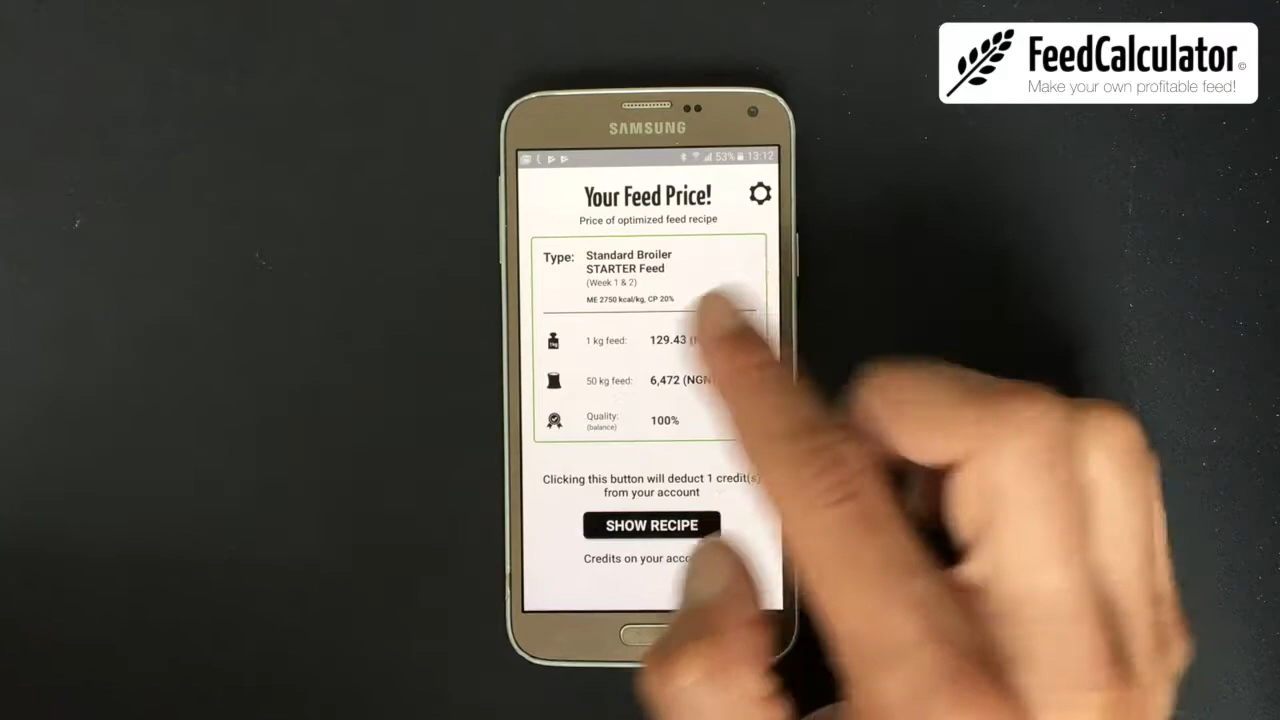 FeedCalculator©
Make your own profitable feed!
SAMSUNG
53% 13:12
Your Feed Price!
Price of optimized feed recipe
Type: Standard Broiler
STARTER Feed
(Week 1 & 2)
ME 2750 kcal/kg, CP 20%
1 kg feed: 129.43
50 kg feed: 6,472 (NGN
Quality: 100%
(balance)
Clicking this button will deduct 1 credit(s)
from your account
SHOW RECIPE
Credits on your